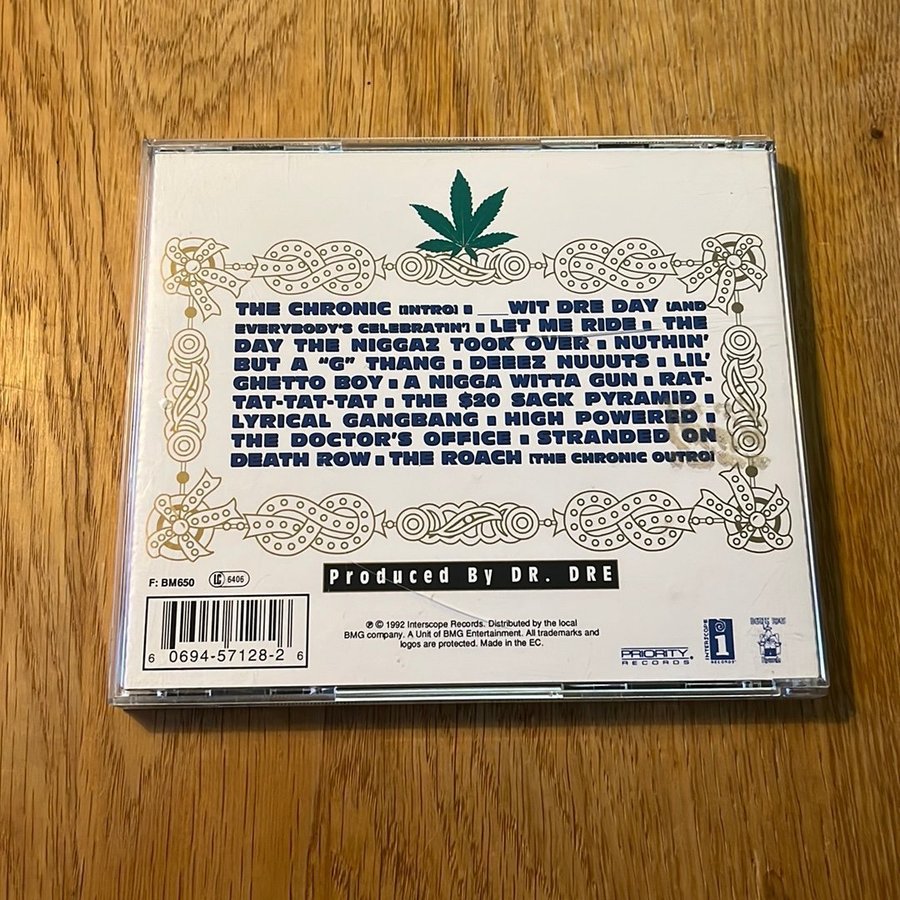 THE CHRONIC [INTRO] ■ __WIT DRE DAY [AND
EVERYBODY'S CELEBRATIN'] ■ LET ME RIDE ■ THE
DAY THE NIGGAZ TOOK OVER ■ NUTHIN'
BUT A “G” THANG ■ DEEEZ NUUUTS ■ LIL'
GHETTO BOY ■ A NIGGA WITTA GUN ■ RAT-
TAT-TAT-TAT ■ THE $20 SACK PYRAMID ■
LYRICAL GANGBANG ■ HIGH POWERED ■
THE DOCTOR'S OFFICE ■ STRANDED ON
DEATH ROW ■ THE ROACH [THE CHRONIC OUTRO]
Produced By DR. DRE
F: BM650 LC 6406
6 0694-57128-2 6
℗ © 1992 Interscope Records. Distributed by the local
BMG company. A Unit of BMG Entertainment. All trademarks and
logos are protected. Made in the EC.
PRIORITY
RECORDS
INTERSCOPE
RECORDS